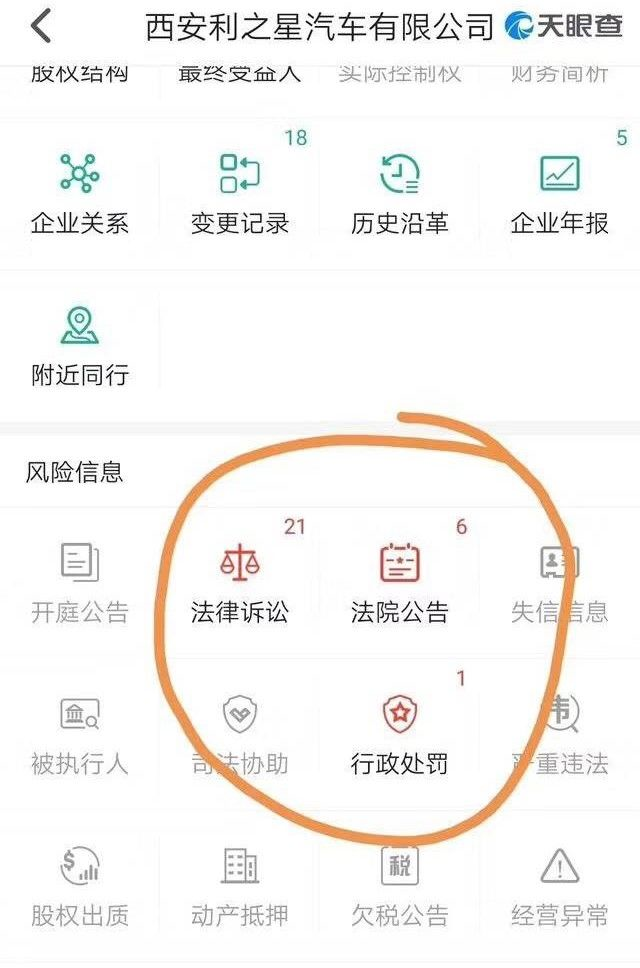 西安利之星汽车有限公司 天眼查
股权结构 最终受益人 实际控制权 财务简析
18 5
企业关系 变更记录 历史沿革 企业年报
附近同行
风险信息
21 6
开庭公告 法律诉讼 法院公告 失信信息
1
被执行人 司法协助 行政处罚 严重违法
股权出质 动产抵押 欠税公告 经营异常